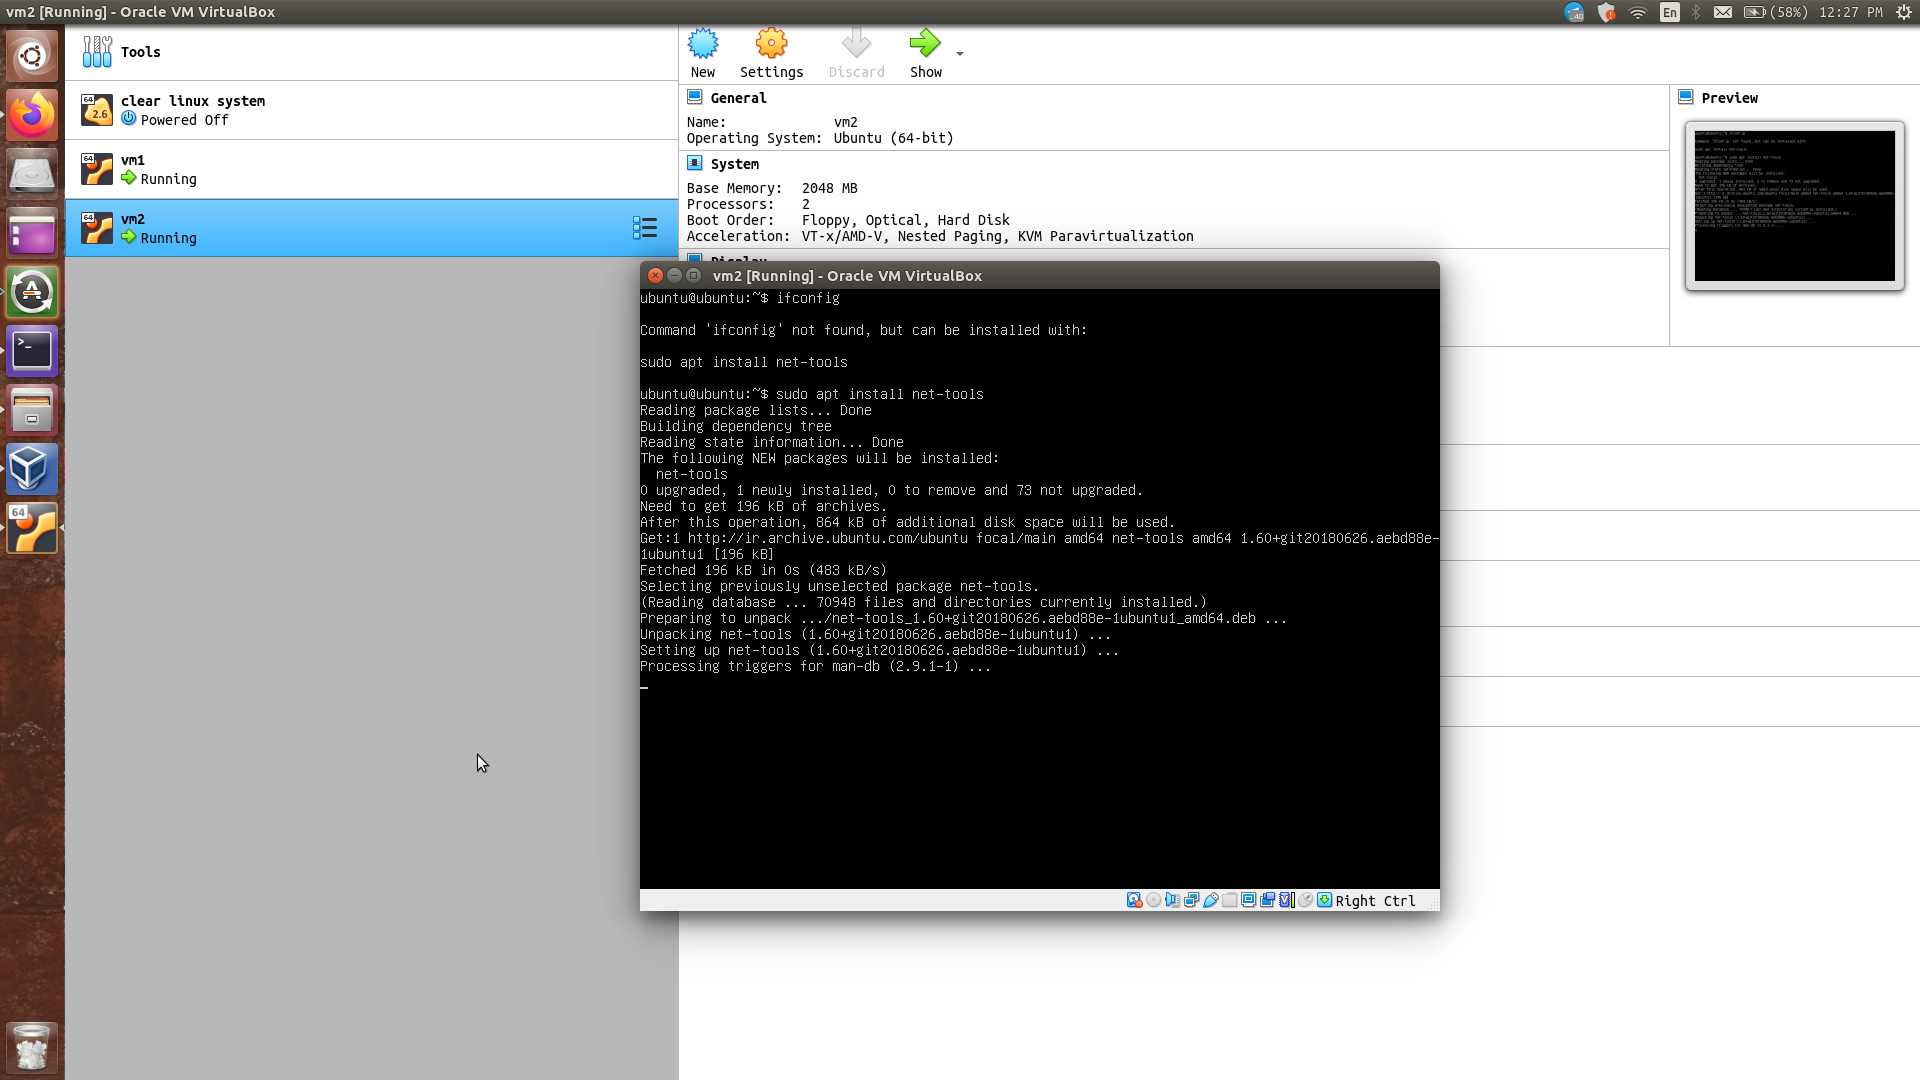 vm2 [Running] - Oracle VM VirtualBox
40 En (58%) 12:27 PM
Tools
64 2.6 clear linux system
Powered Off
64 vm1
Running
64 vm2
Running
64
New Settings Discard Show
General
Name: vm2
Operating System: Ubuntu (64-bit)
System
Base Memory: 2048 MB
Processors: 2
Boot Order: Floppy, Optical, Hard Disk
Acceleration: VT-x/AMD-V, Nested Paging, KVM Paravirtualization
Display
Preview
vm2 [Running] - Oracle VM VirtualBox
ubuntu@ubuntu:~$ ifconfig
Command 'ifconfig' not found, but can be installed with:
sudo apt install net-tools
ubuntu@ubuntu:~$ sudo apt install net-tools
Reading package lists... Done
Building dependency tree
Reading state information... Done
The following NEW packages will be installed:
net-tools
0 upgraded, 1 newly installed, 0 to remove and 73 not upgraded.
Need to get 196 kB of archives.
After this operation, 864 kB of additional disk space will be used.
Get:1 http://ir.archive.ubuntu.com/ubuntu focal/main amd64 net-tools amd64 1.60+git20180626.aebd88e-
1ubuntu1 [196 kB]
Fetched 196 kB in 0s (483 kB/s)
Selecting previously unselected package net-tools.
(Reading database ... 70948 files and directories currently installed.)
Preparing to unpack .../net-tools_1.60+git20180626.aebd88e-1ubuntu1_amd64.deb ...
Unpacking net-tools (1.60+git20180626.aebd88e-1ubuntu1) ...
Setting up net-tools (1.60+git20180626.aebd88e-1ubuntu1) ...
Processing triggers for man-db (2.9.1-1) ...
Right Ctrl